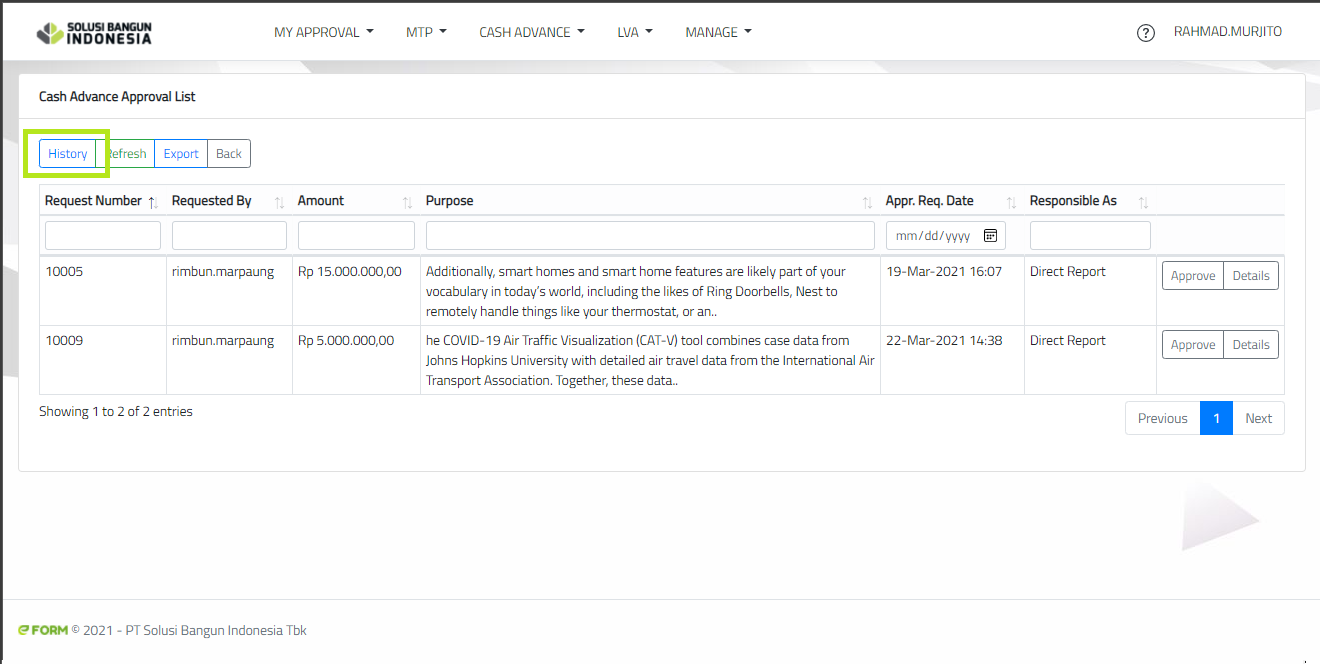 SOLUSI BANGUN
INDONESIA
MY APPROVAL MTP CASH ADVANCE LVA MANAGE ? RAHMAD.MURJITO
Cash Advance Approval List
History Refresh Export Back
Request Number Requested By Amount Purpose Appr. Req. Date Responsible As
mm/dd/yyyy
10005 rimbun.marpaung Rp 15.000.000,00 Additionally, smart homes and smart home features are likely part of your 19-Mar-2021 16:07 Direct Report Approve Details
vocabulary in today’s world, including the likes of Ring Doorbells, Nest to
remotely handle things like your thermostat, or an..
10009 rimbun.marpaung Rp 5.000.000,00 he COVID-19 Air Traffic Visualization (CAT-V) tool combines case data from 22-Mar-2021 14:38 Direct Report Approve Details
Johns Hopkins University with detailed air travel data from the International Air
Transport Association. Together, these data..
Showing 1 to 2 of 2 entries
Previous 1 Next
eFORM © 2021 - PT Solusi Bangun Indonesia Tbk